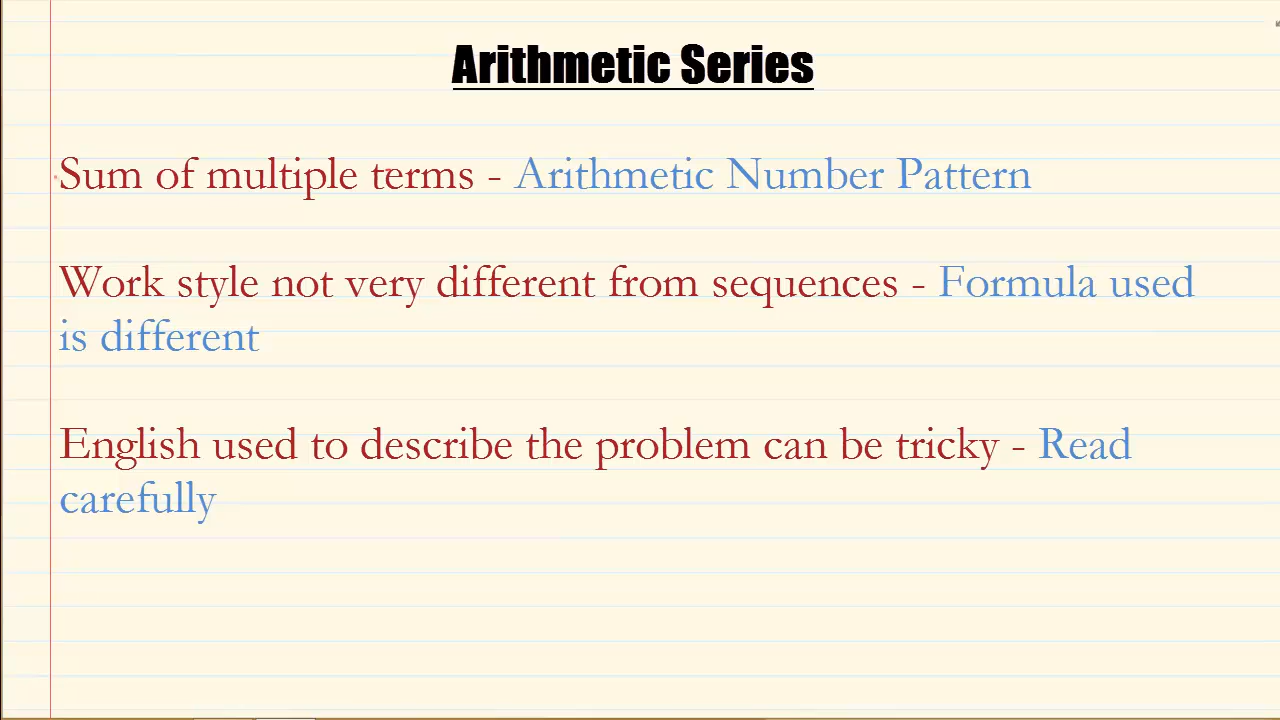 Arithmetic Series
Sum of multiple terms - Arithmetic Number Pattern
Work style not very different from sequences - Formula used
is different
English used to describe the problem can be tricky - Read
carefully